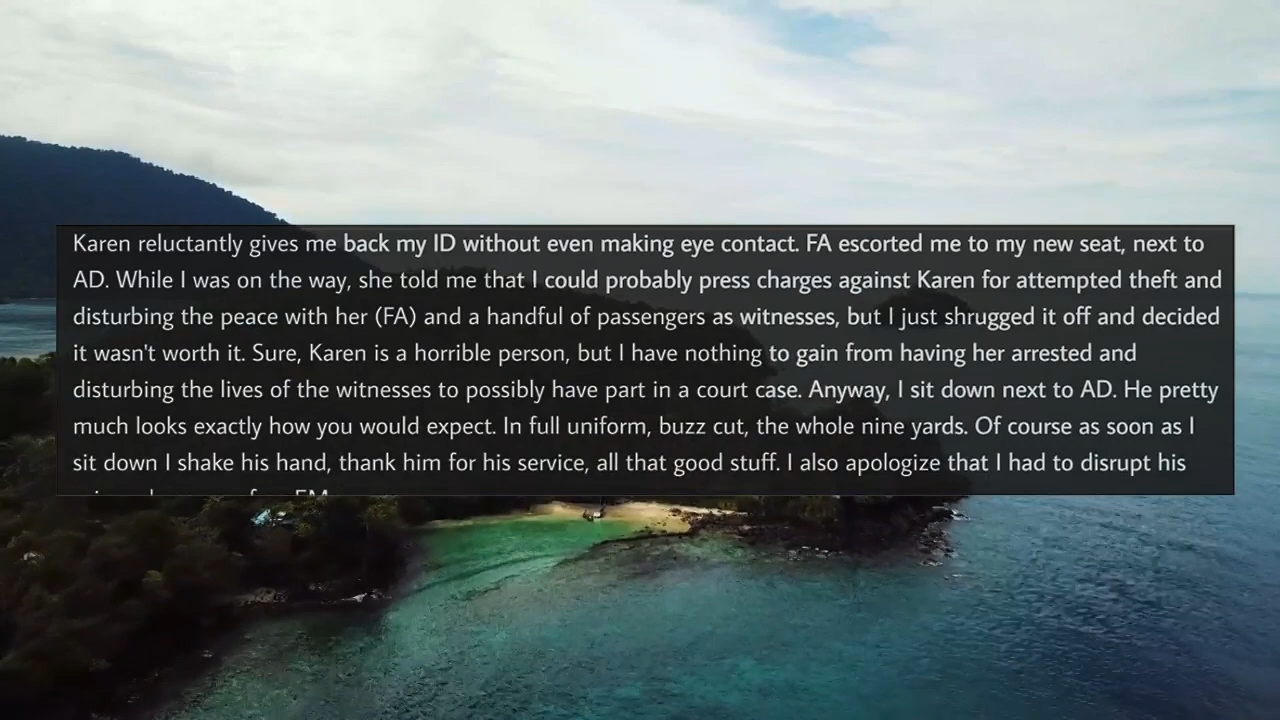 Karen reluctantly gives me back my ID without even making eye contact. FA escorted me to my new seat, next to
AD. While I was on the way, she told me that I could probably press charges against Karen for attempted theft and
disturbing the peace with her (FA) and a handful of passengers as witnesses, but I just shrugged it off and decided
it wasn't worth it. Sure, Karen is a horrible person, but I have nothing to gain from having her arrested and
disturbing the lives of the witnesses to possibly have part in a court case. Anyway, I sit down next to AD. He pretty
much looks exactly how you would expect. In full uniform, buzz cut, the whole nine yards. Of course as soon as I
sit down I shake his hand, thank him for his service, all that good stuff. I also apologize that I had to disrupt his